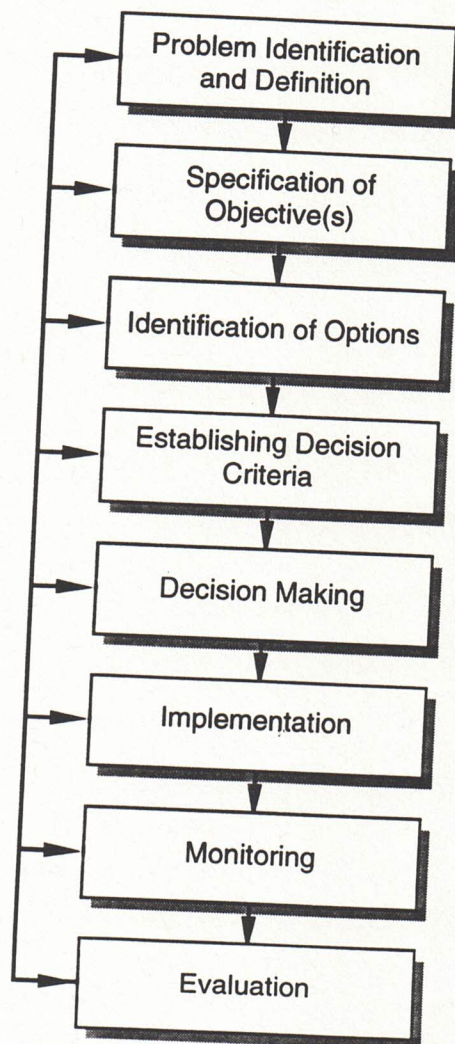 Problem Identification
and Definition
Specification of
Objective(s)
Identification of Options
Establishing Decision
Criteria
Decision Making
Implementation
Monitoring
Evaluation